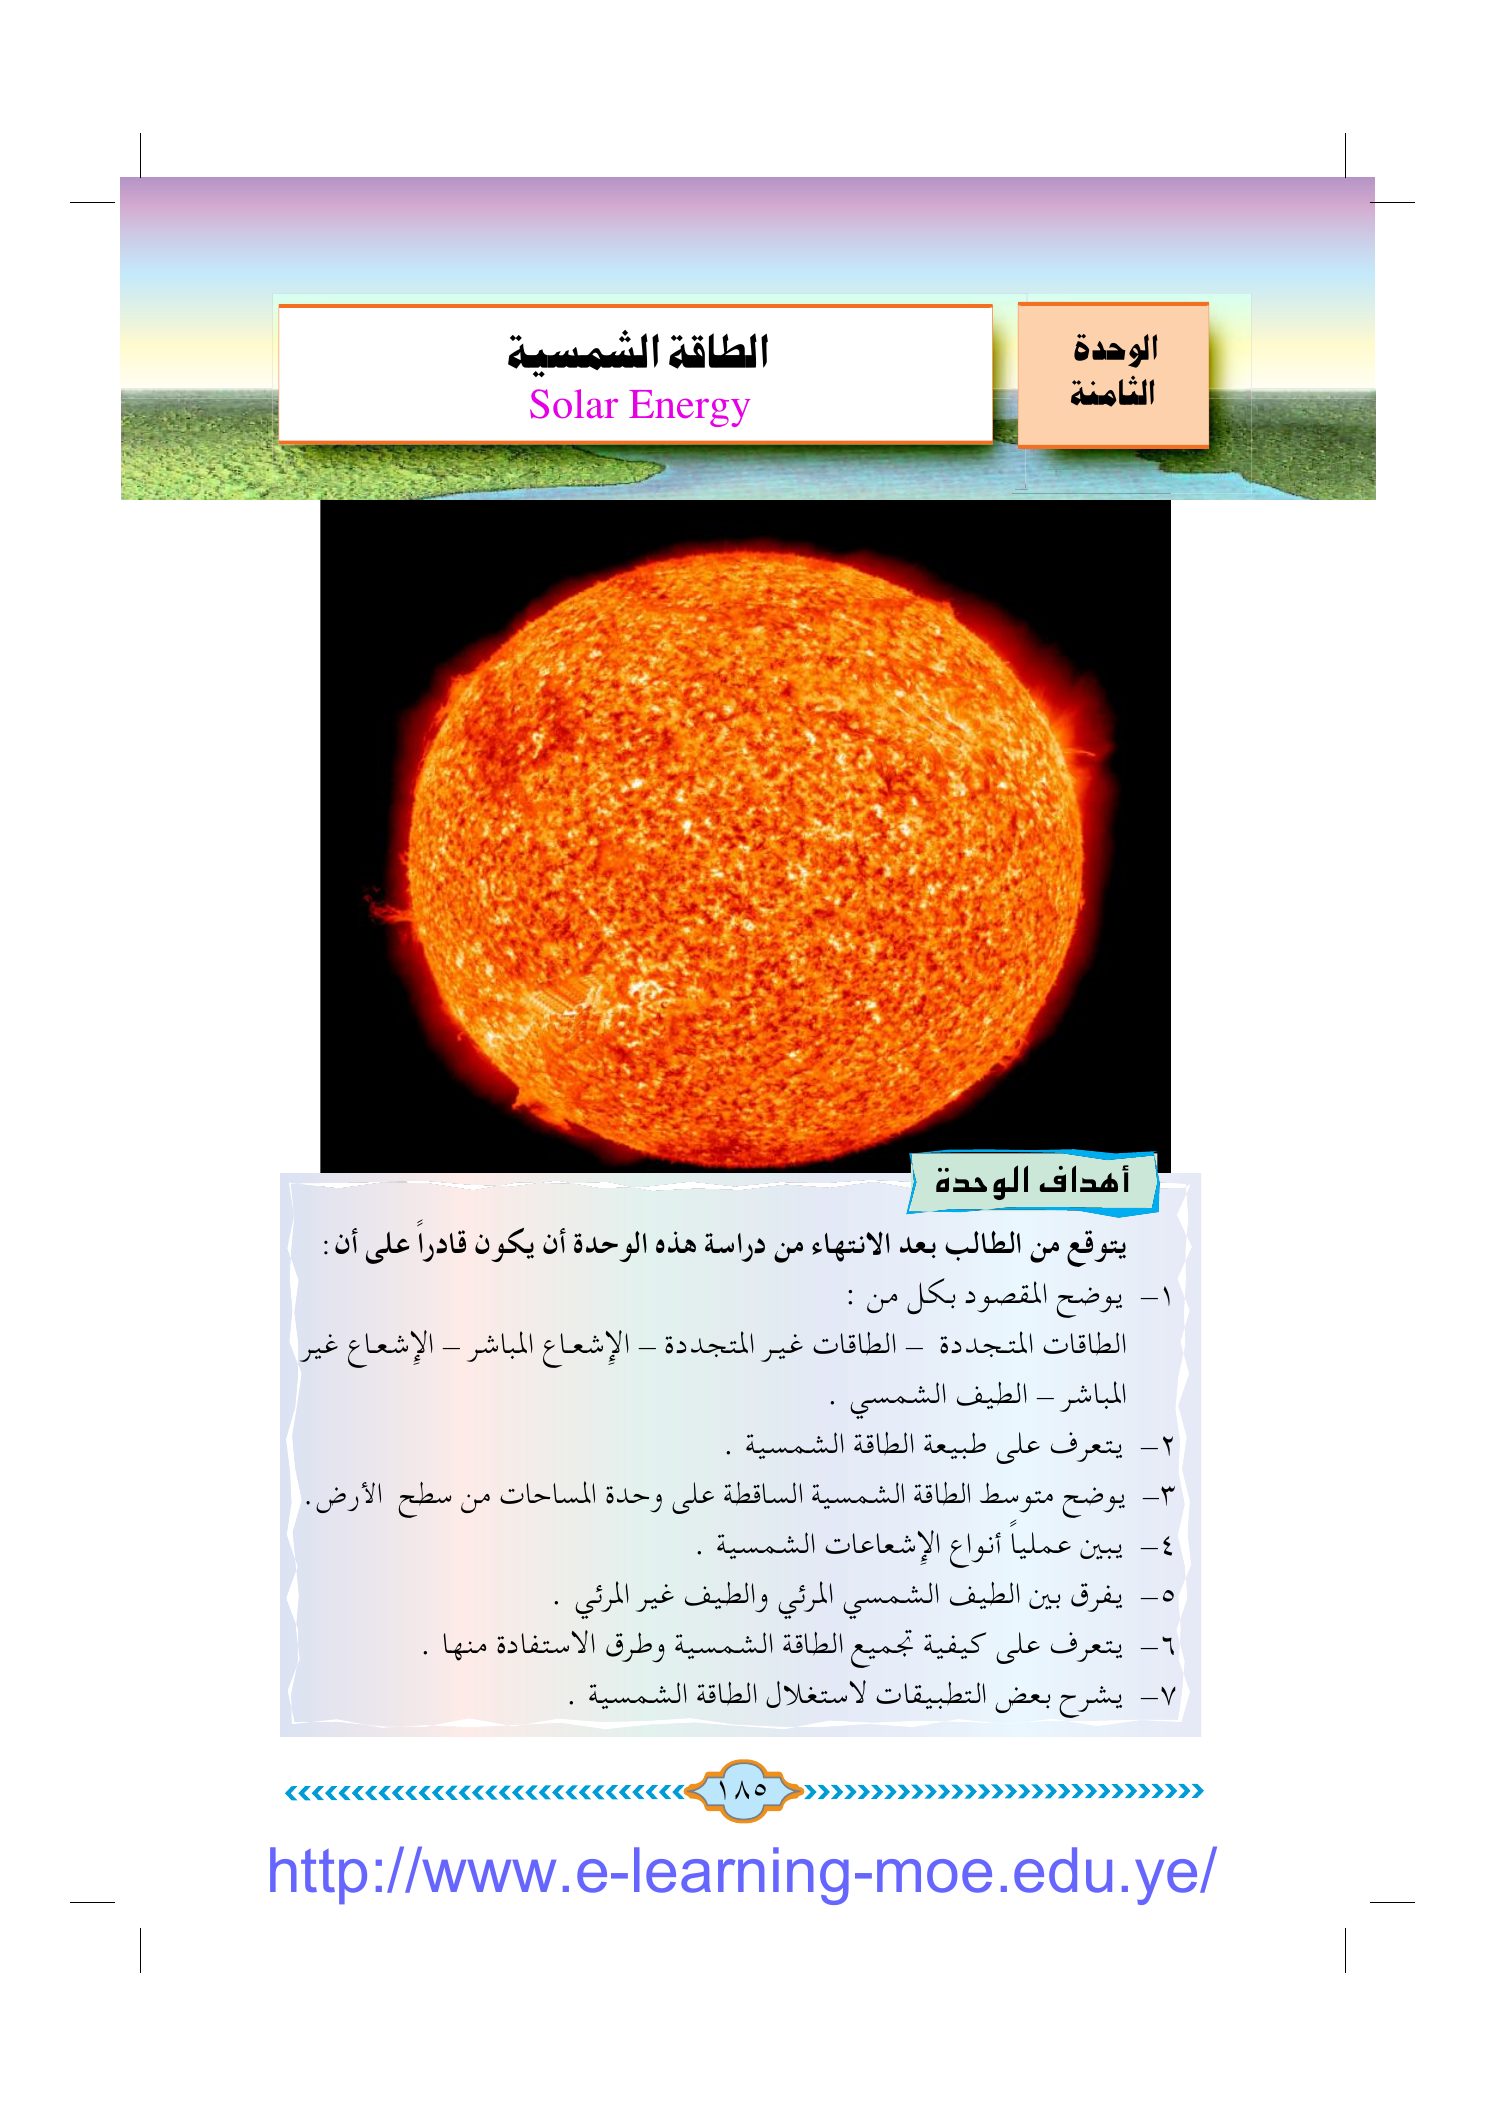 الوحدة
الثامنة
الطاقة الشمسية
Solar Energy
أهداف الوحدة
يتوقع من الطالب بعد الانتهاء من دراسة هذه الوحدة أن يكون قادراً على أن :
١– يوضح المقصود بكل من :
الطاقات المتجددة – الطاقات غير المتجددة – الإشعاع المباشر – الإشعاع غير
المباشر – الطيف الشمسي .
٢– يتعرف على طبيعة الطاقة الشمسية .
٣– يوضح متوسط الطاقة الشمسية الساقطة على وحدة المساحات من سطح الأرض .
٤– يبين عملياً أنواع الإشعاعات الشمسية .
٥– يفرق بين الطيف الشمسي المرئي والطيف غير المرئي .
٦– يتعرف على كيفية تجميع الطاقة الشمسية وطرق الاستفادة منها .
٧– يشرح بعض التطبيقات لاستغلال الطاقة الشمسية .
١٨٥
http://www.e-learning-moe.edu.ye/